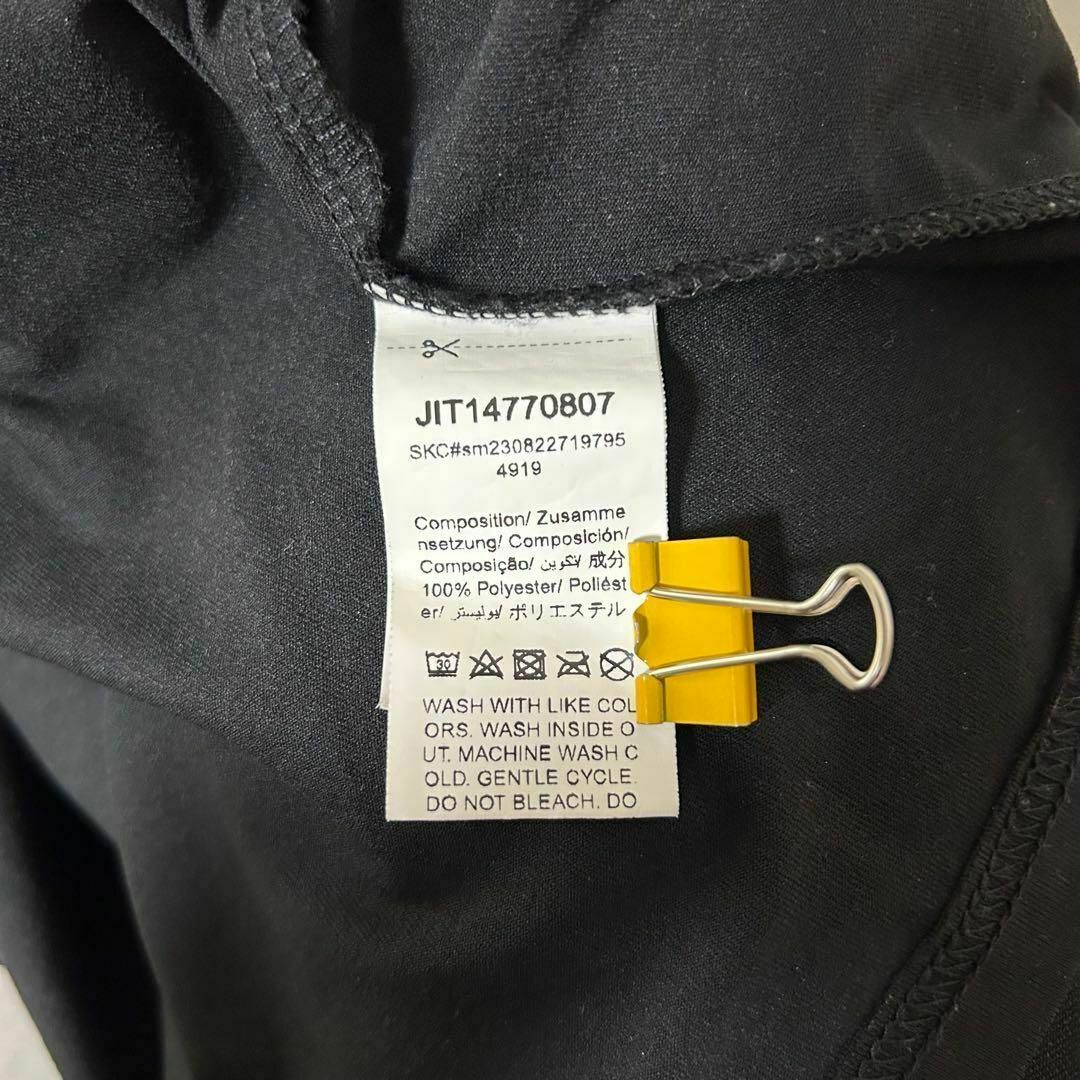 JIT14770807
SKC#sm230822719795
4919
Composition/ Zusamme
nsetzung/ Composición/
Composição/ تكوين/ 成分
100% Polyester/ Poliést
er/ بوليستر/ ポリエステル
30
WASH WITH LIKE COL
ORS. WASH INSIDE O
UT. MACHINE WASH C
OLD. GENTLE CYCLE.
DO NOT BLEACH. DO